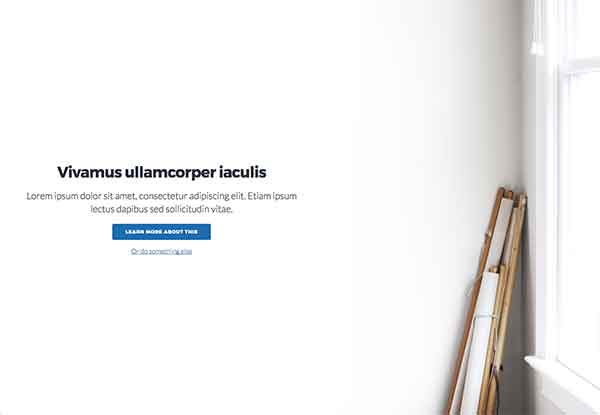 Vivamus ullamcorper iaculis
Lorem ipsum dolor sit amet, consectetur adipiscing elit. Etiam ipsum
lectus dapibus sed sollicitudin vitae.
LEARN MORE ABOUT THIS
Or do something else